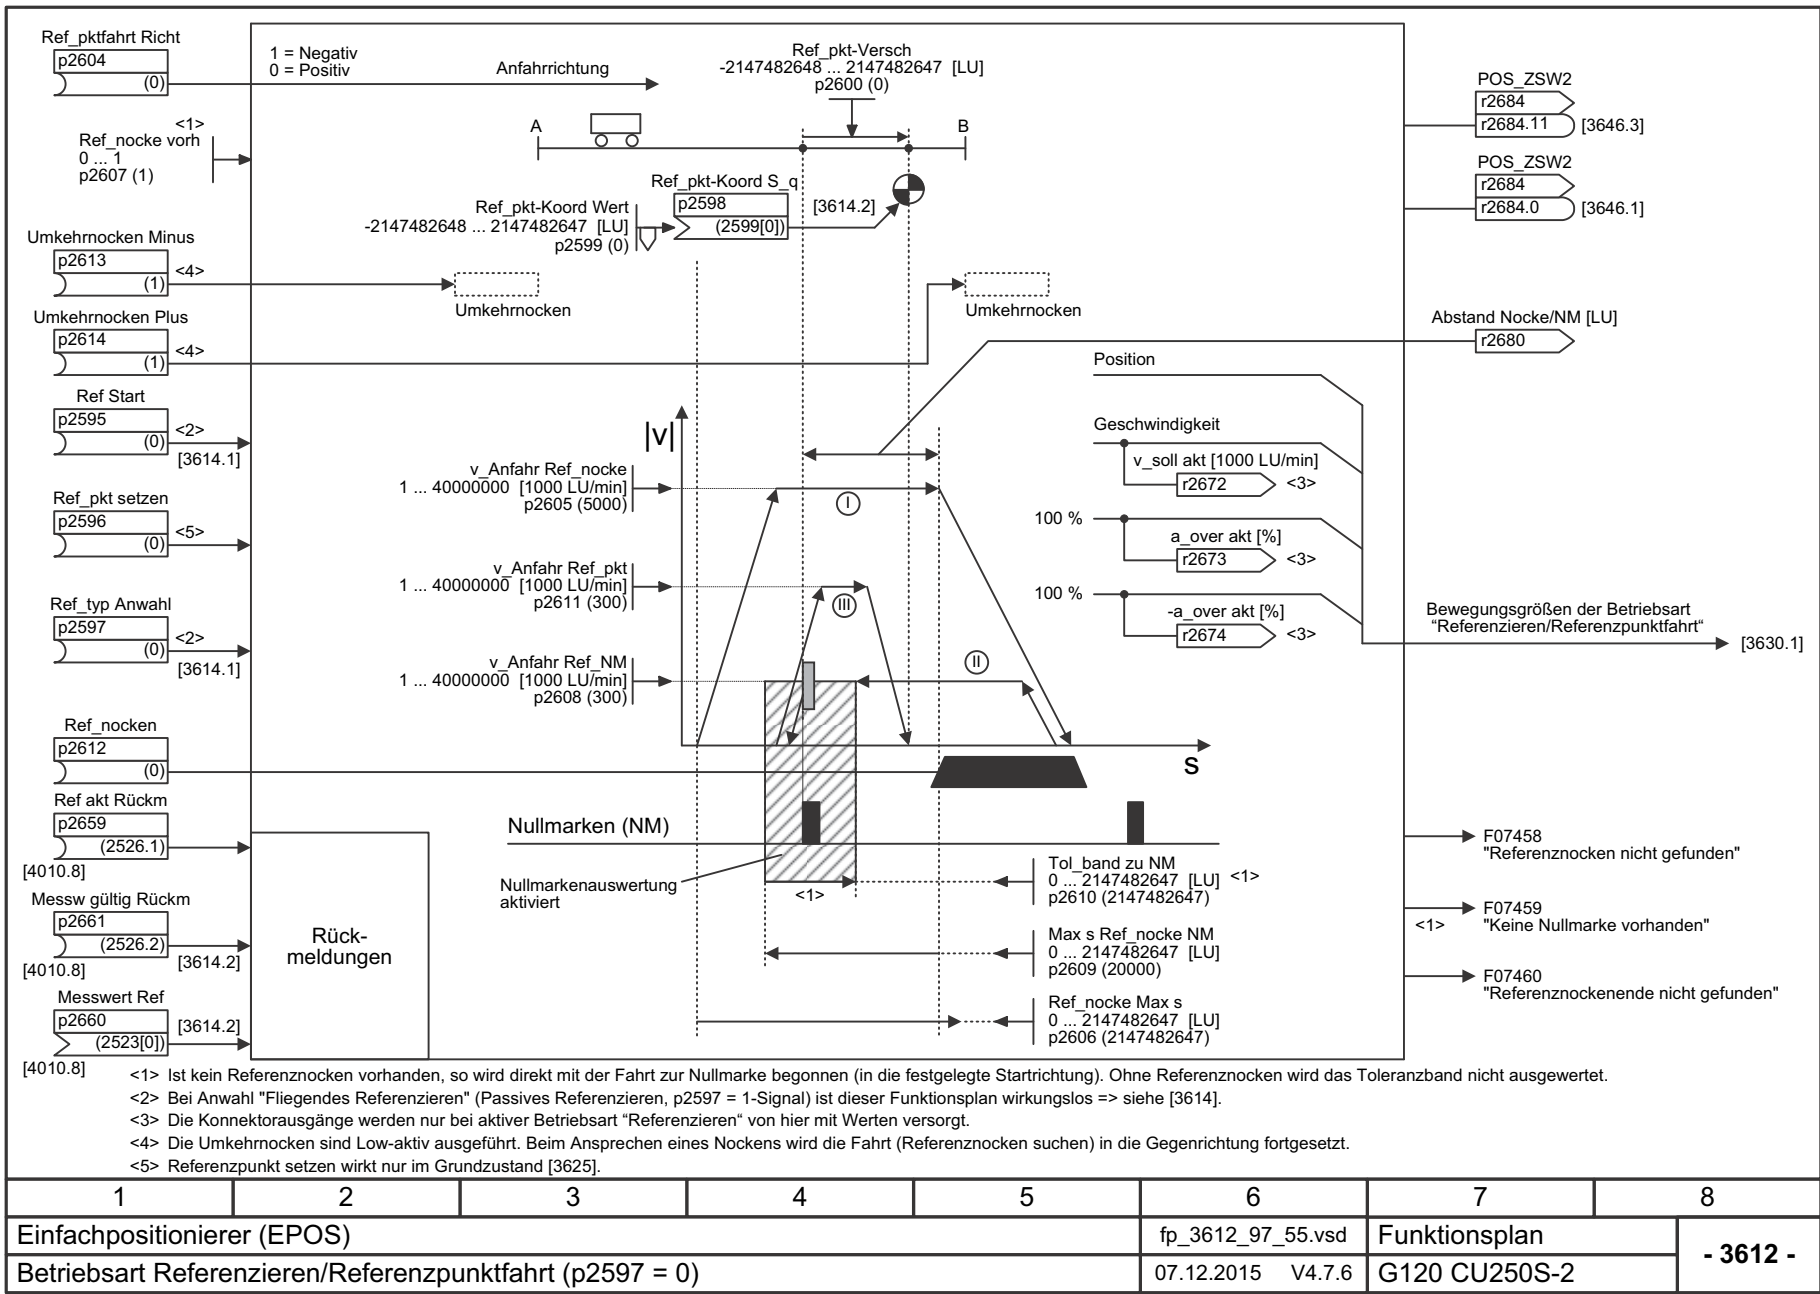 Ref_pktfahrt Richt
p2604
(0)
1 = Negativ
0 = Positiv
Anfahrrichtung
Ref_pkt-Versch
-2147482648 ... 2147482647 [LU]
p2600 (0)
POS_ZSW2
r2684
r2684.11
[3646.3]
<1>
Ref_nocke vorh
0 ... 1
p2607 (1)
A
B
POS_ZSW2
r2684
r2684.0
[3646.1]
Ref_pkt-Koord S_q
p2598
(2599[0])
[3614.2]
Ref_pkt-Koord Wert
-2147482648 ... 2147482647 [LU]
p2599 (0)
Umkehrnocken Minus
p2613
(1)
<4>
Umkehrnocken
Umkehrnocken
Umkehrnocken Plus
p2614
(1)
<4>
Abstand Nocke/NM [LU]
r2680
Position
Ref Start
p2595
(0)
<2>
[3614.1]
|v|
Geschwindigkeit
v_soll akt [1000 LU/min]
r2672
<3>
v_Anfahr Ref_nocke
1 ... 40000000 [1000 LU/min]
p2605 (5000)
I
Ref_pkt setzen
p2596
(0)
<5>
100 %
a_over akt [%]
r2673
<3>
v_Anfahr Ref_pkt
1 ... 40000000 [1000 LU/min]
p2611 (300)
III
100 %
-a_over akt [%]
r2674
<3>
Ref_typ Anwahl
p2597
(0)
<2>
[3614.1]
Bewegungsgrößen der Betriebsart
“Referenzieren/Referenzpunktfahrt“
[3630.1]
v_Anfahr Ref_NM
1 ... 40000000 [1000 LU/min]
p2608 (300)
II
Ref_nocken
p2612
(0)
s
Ref akt Rückm
p2659
(2526.1)
[4010.8]
Nullmarken (NM)
F07458
"Referenznocken nicht gefunden"
Nullmarkenauswertung
aktiviert
<1>
Tol_band zu NM
0 ... 2147482647 [LU]
p2610 (2147482647)
<1>
Messw gültig Rückm
p2661
(2526.2)
[3614.2]
[4010.8]
Rück-
meldungen
<1>
F07459
"Keine Nullmarke vorhanden"
Max s Ref_nocke NM
0 ... 2147482647 [LU]
p2609 (20000)
F07460
"Referenznockenende nicht gefunden"
Messwert Ref
p2660
(2523[0])
[3614.2]
[4010.8]
Ref_nocke Max s
0 ... 2147482647 [LU]
p2606 (2147482647)
<1> Ist kein Referenznocken vorhanden, so wird direkt mit der Fahrt zur Nullmarke begonnen (in die festgelegte Startrichtung). Ohne Referenznocken wird das Toleranzband nicht ausgewertet.
<2> Bei Anwahl "Fliegendes Referenzieren" (Passives Referenzieren, p2597 = 1-Signal) ist dieser Funktionsplan wirkungslos => siehe [3614].
<3> Die Konnektorausgänge werden nur bei aktiver Betriebsart “Referenzieren“ von hier mit Werten versorgt.
<4> Die Umkehrnocken sind Low-aktiv ausgeführt. Beim Ansprechen eines Nockens wird die Fahrt (Referenznocken suchen) in die Gegenrichtung fortgesetzt.
<5> Referenzpunkt setzen wirkt nur im Grundzustand [3625].
1 2 3 4 5 6 7 8
Einfachpositionierer (EPOS)
fp_3612_97_55.vsd
Funktionsplan
- 3612 -
Betriebsart Referenzieren/Referenzpunktfahrt (p2597 = 0)
07.12.2015 V4.7.6
G120 CU250S-2